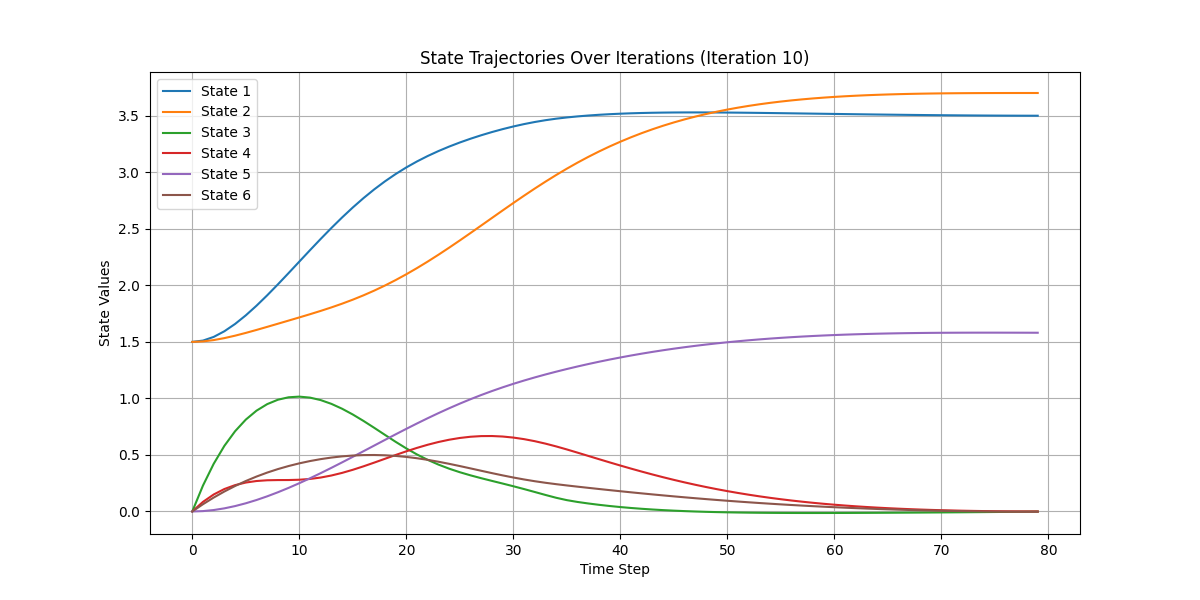 State Trajectories Over Iterations (Iteration 10)
State 1
State 2
State 3
State 4
State 5
State 6
State Values
3.5
3.0
2.5
2.0
1.5
1.0
0.5
0.0
0 10 20 30 40 50 60 70 80
Time Step